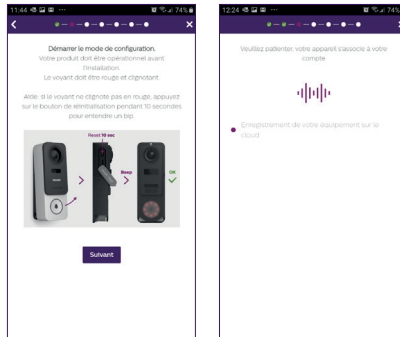 11:44
74%
Démarrer le mode de configuration.
Votre produit doit être opérationnel avant
l'installation.
Le voyant doit être rouge et clignotant.
Aide: si le voyant ne clignote pas en rouge, appuyez
sur le bouton de réinitialisation pendant 10 secondes
pour entendre un bip.
Reset 10 sec
Beep
OK
Suivant
12:24
74%
Veuillez patienter, votre appareil s'associe à votre
compte
Enregistrement de votre équipement sur le
cloud